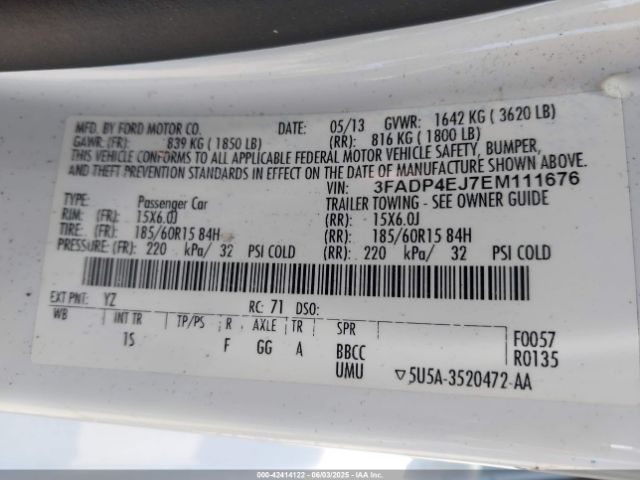 MFD. BY FORD MOTOR CO. DATE: 05/13 GVWR: 1642 KG ( 3620 LB)
GAWR: (FR): 839 KG ( 1850 LB) (RR): 816 KG ( 1800 LB)
THIS VEHICLE CONFORMS TO ALL APPLICABLE FEDERAL MOTOR VEHICLE SAFETY, BUMPER,
AND THEFT PREVENTION STANDARDS IN EFFECT ON THE DATE OF MANUFACTURE SHOWN ABOVE.
VIN: 3FADP4EJ7EM111676
TYPE: Passenger Car TRAILER TOWING - SEE OWNER GUIDE
RIM: (FR) 15X6.0J (RR): 15X6.0J
TIRE: (FR) 185/60R15 84H (RR): 185/60R15 84H
PRESSURE: (FR): 220 kPa/ 32 PSI COLD (RR): 220 kPa/ 32 PSI COLD
EXT PNT: YZ RC: 71 DSO:
WB INT TR TP/PS R AXLE TR SPR
1S F GG A BBCC
UMU
F0057
R0135
▽5U5A-3520472-AA
000-42414122 - 06/03/2025 - IAA Holdings, LLC